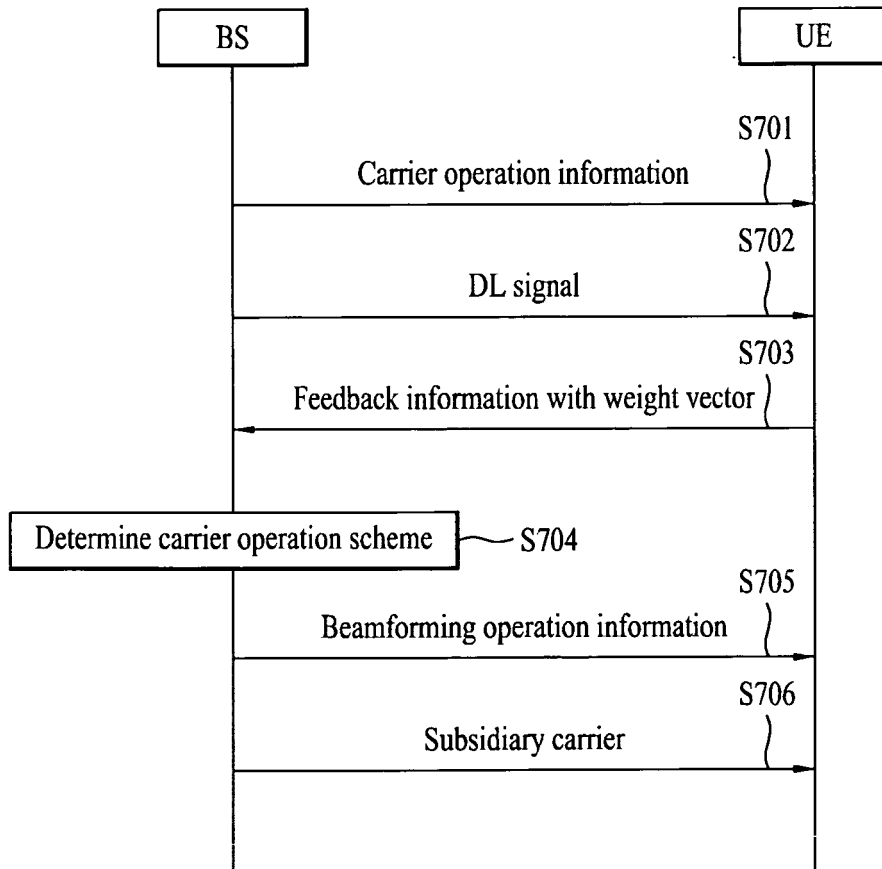 BS
UE
S701
Carrier operation information
S702
DL signal
S703
Feedback information with weight vector
Determine carrier operation scheme
S704
S705
Beamforming operation information
S706
Subsidiary carrier